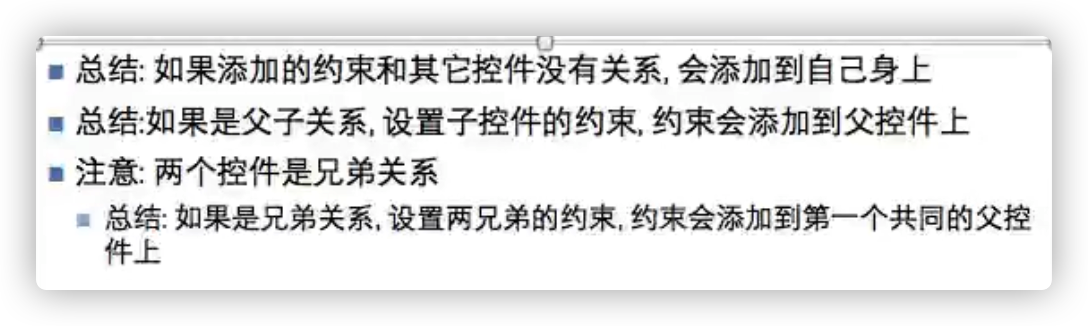 总结: 如果添加的约束和其它控件没有关系, 会添加到自己身上
总结:如果是父子关系, 设置子控件的约束, 约束会添加到父控件上
注意: 两个控件是兄弟关系
总结: 如果是兄弟关系, 设置两兄弟的约束, 约束会添加到第一个共同的父控
件上